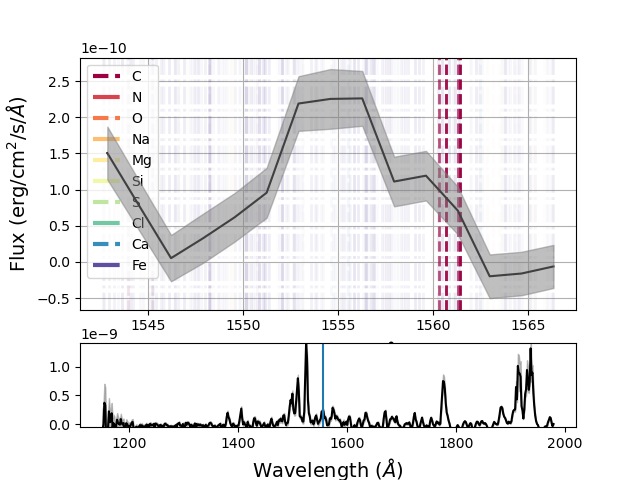 1e−10
Flux (erg/cm²/s/Å)
2.5
2.0
1.5
1.0
0.5
0.0
−0.5
C
N
O
Na
Mg
Si
S
Cl
Ca
Fe
1545 1550 1555 1560 1565
1e−9
1.0
0.5
0.0
1200 1400 1600 1800 2000
Wavelength (Å)